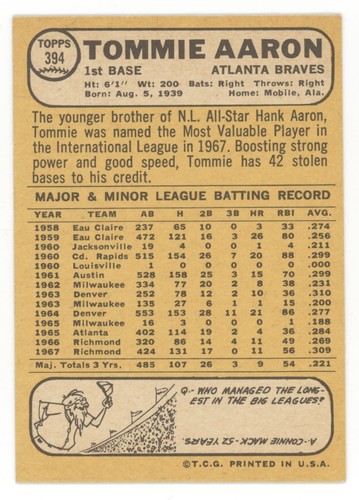 TOPPS
394
TOMMIE AARON
1st BASE ATLANTA BRAVES
Ht: 6'1" Wt: 200 Bats: Right Throws: Right
Born: Aug. 5, 1939 Home: Mobile, Ala.
The younger brother of N.L. All-Star Hank Aaron,
Tommie was named the Most Valuable Player in
the International League in 1967. Boosting strong
power and good speed, Tommie has 42 stolen
bases to his credit.
MAJOR & MINOR LEAGUE BATTING RECORD
YEAR TEAM AB H 2B 3B HR RBI AVG.
1958 Eau Claire 237 65 10 0 3 33 .274
1959 Eau Claire 472 121 16 3 26 80 .256
1960 Jacksonville 19 4 0 0 0 0 .211
1960 Cd. Rapids 515 154 26 7 20 88 .299
1960 Louisville 1 0 0 0 0 0 .000
1961 Austin 528 158 25 3 15 70 .299
1962 Milwaukee 334 77 20 2 8 38 .231
1963 Denver 255 78 12 2 9 36 .310
1963 Milwaukee 135 27 6 1 1 15 .200
1964 Denver 553 153 28 11 21 86 .277
1965 Milwaukee 16 3 0 0 0 1 .188
1965 Atlanta 402 114 19 2 4 36 .284
1966 Richmond 320 86 14 4 11 49 .269
1967 Richmond 424 131 17 0 11 56 .309
Maj. Totals 3 Yrs. 485 107 26 3 9 54 .221
Q- WHO MANAGED THE LONG-
EST IN THE BIG LEAGUES?
A-CONNIE MACK-52 YEARS.
©T.C.G. PRINTED IN U.S.A.